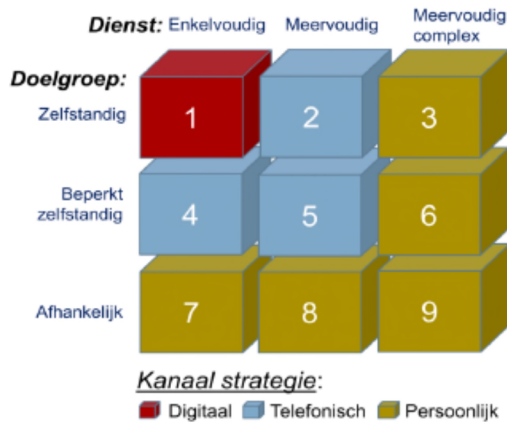 Dienst: Enkelvoudig Meervoudig Meervoudig
complex
Doelgroep:
Zelfstandig 1 2 3
Beperkt
zelfstandig 4 5 6
Afhankelijk 7 8 9
Kanaal strategie:
Digitaal Telefonisch Persoonlijk